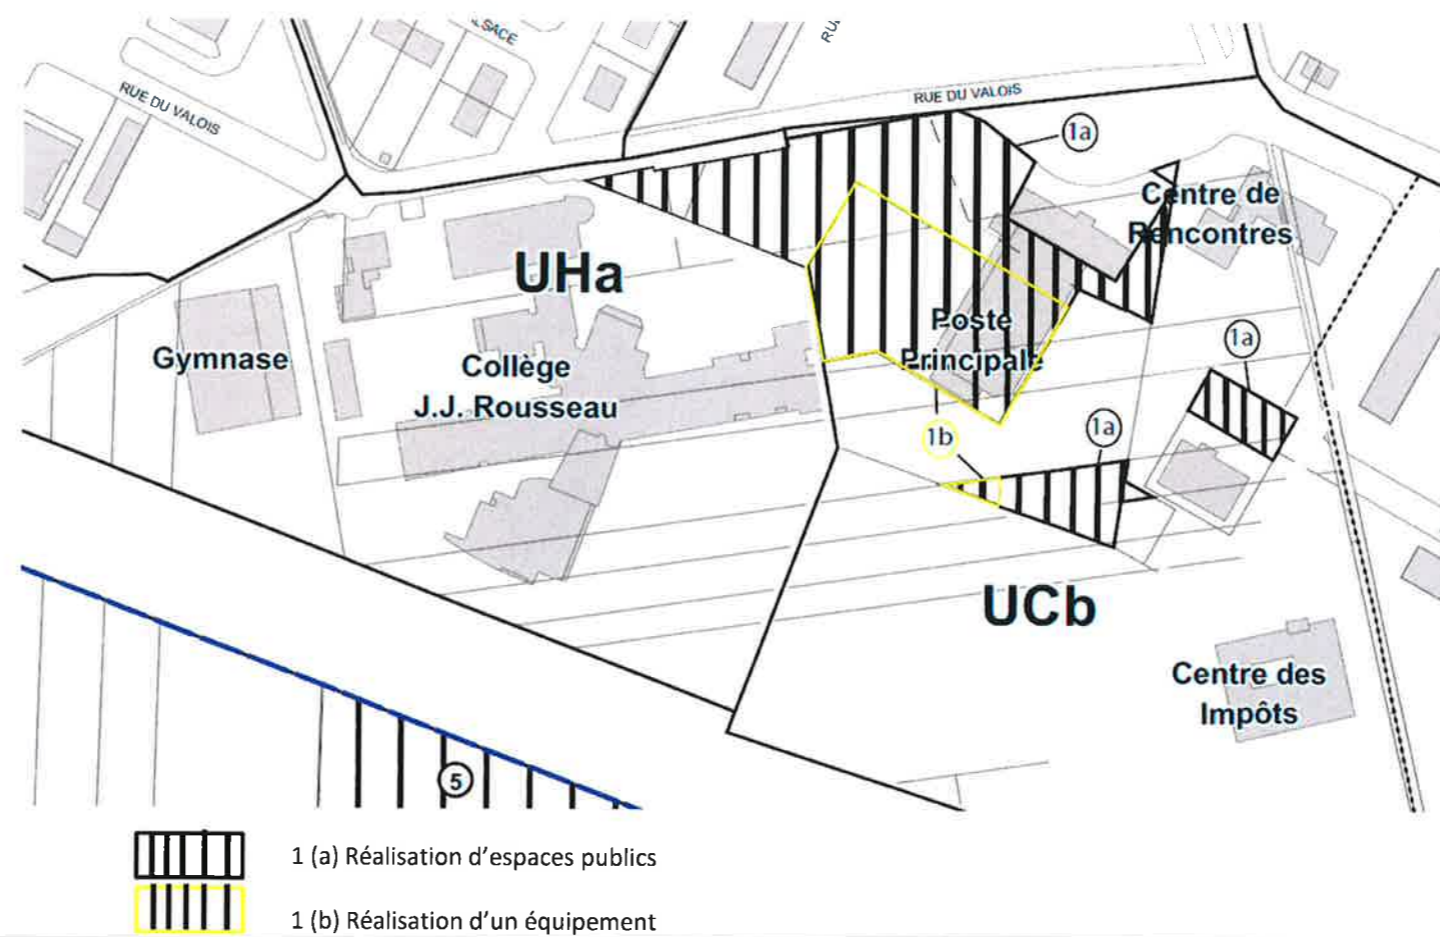 RUE DU VALOIS
RUE DU VALOIS
1a
Centre de
Rencontres
UHa
Poste
Principale
Gymnase
Collège
J.J. Rousseau
1a
1a
1b
UCb
Centre des
Impôts
5
1 (a) Réalisation d'espaces publics
1 (b) Réalisation d'un équipement